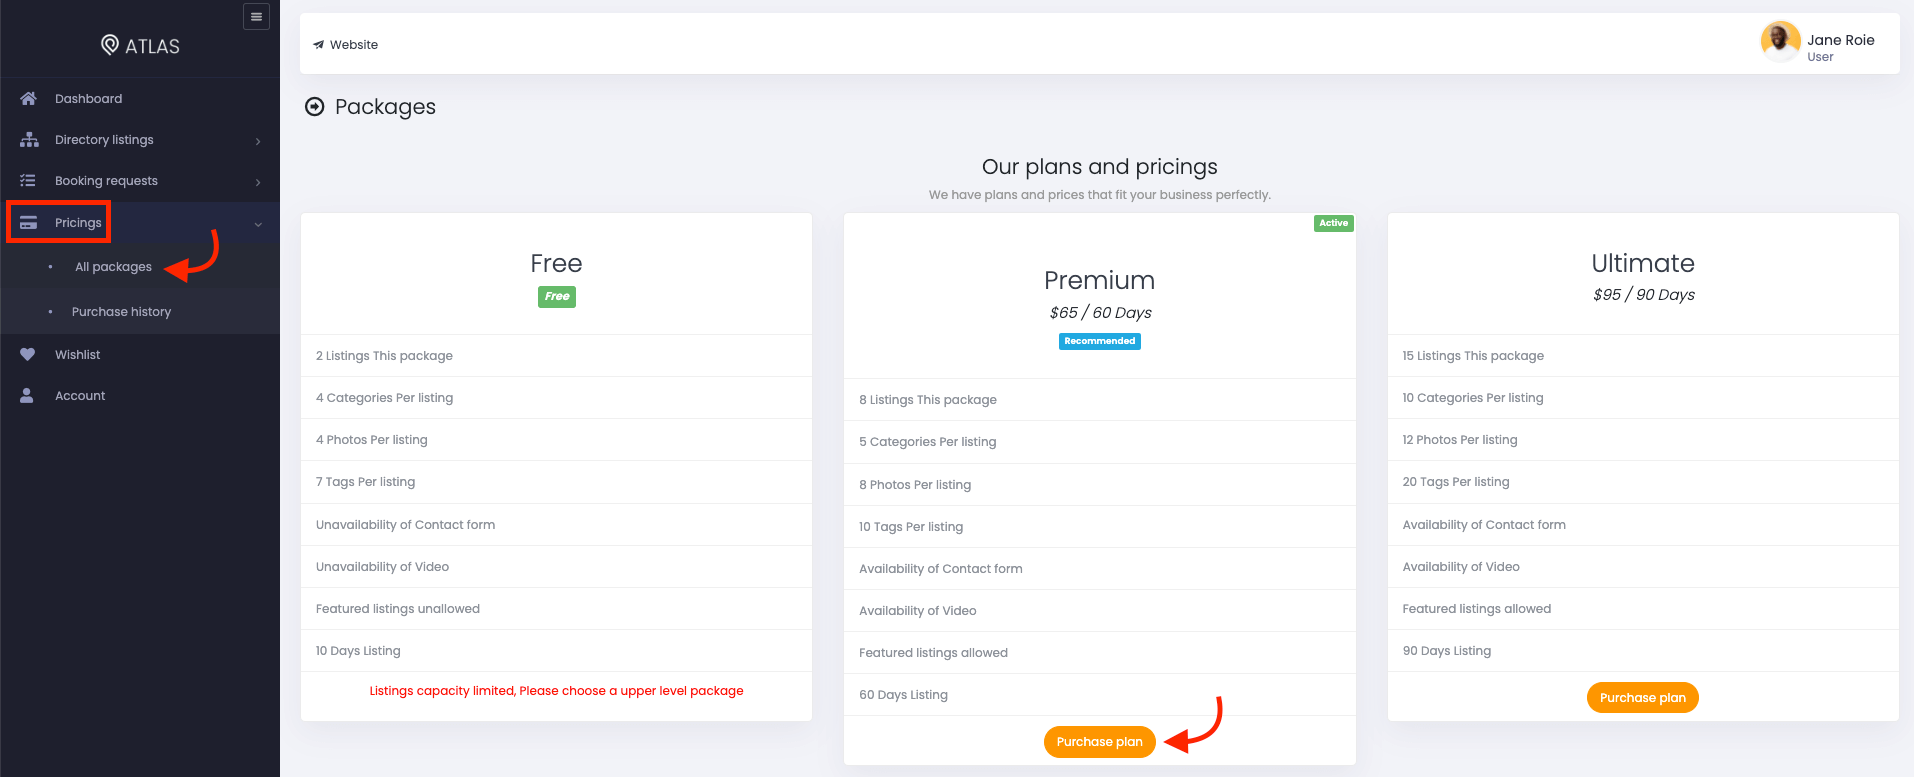 ATLAS
Dashboard
Directory listings
Booking requests
Pricings
All packages
Purchase history
Wishlist
Account
Website
Jane Roie
User
Packages
Our plans and pricings
We have plans and prices that fit your business perfectly.
Free
Free
2 Listings This package
4 Categories Per listing
4 Photos Per listing
7 Tags Per listing
Unavailability of Contact form
Unavailability of Video
Featured listings unallowed
10 Days Listing
Listings capacity limited, Please choose a upper level package
Active
Premium
$65 / 60 Days
Recommended
8 Listings This package
5 Categories Per listing
8 Photos Per listing
10 Tags Per listing
Availability of Contact form
Availability of Video
Featured listings allowed
60 Days Listing
Purchase plan
Ultimate
$95 / 90 Days
15 Listings This package
10 Categories Per listing
12 Photos Per listing
20 Tags Per listing
Availability of Contact form
Availability of Video
Featured listings allowed
90 Days Listing
Purchase plan